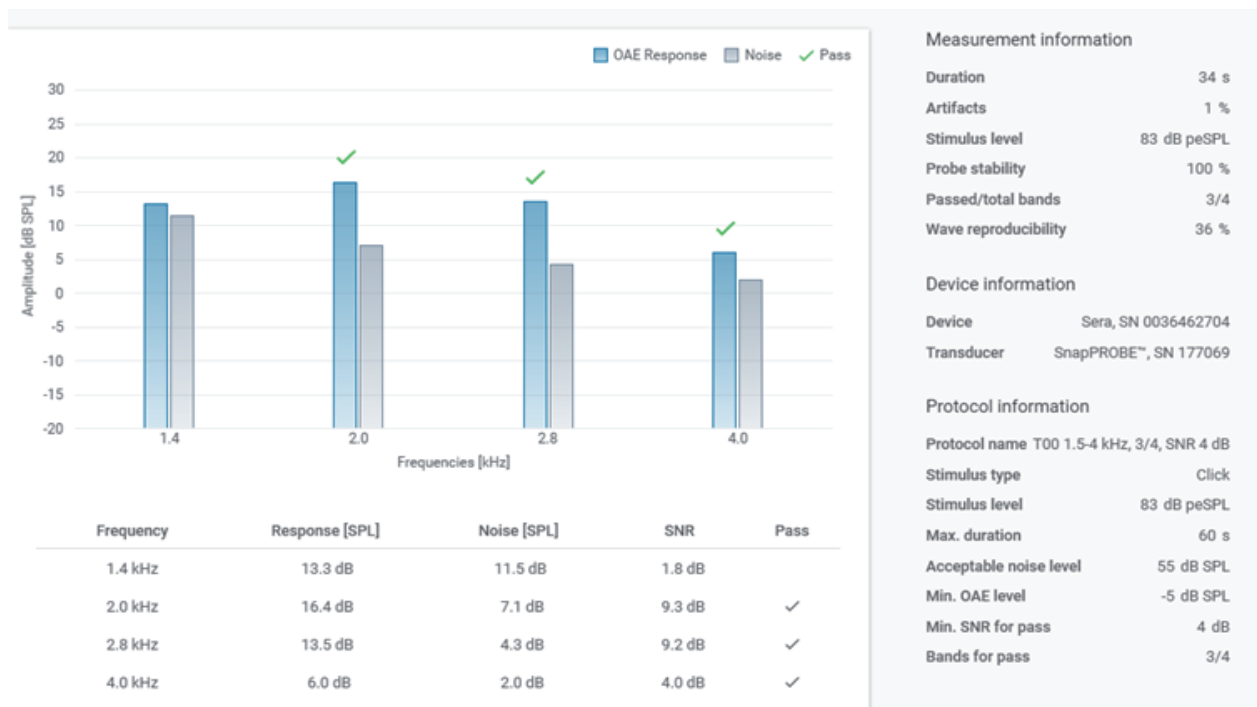 OAE Response Noise Pass
30
25
20
15
10
5
0
-5
-10
-15
-20
Amplitude [dB SPL]
1.4 2.0 2.8 4.0
Frequencies [kHz]
Frequency Response [SPL] Noise [SPL] SNR Pass
1.4 kHz 13.3 dB 11.5 dB 1.8 dB
2.0 kHz 16.4 dB 7.1 dB 9.3 dB ✓
2.8 kHz 13.5 dB 4.3 dB 9.2 dB ✓
4.0 kHz 6.0 dB 2.0 dB 4.0 dB ✓
Measurement information
Duration 34 s
Artifacts 1 %
Stimulus level 83 dB peSPL
Probe stability 100 %
Passed/total bands 3/4
Wave reproducibility 36 %
Device information
Device Sera, SN 0036462704
Transducer SnapPROBE™, SN 177069
Protocol information
Protocol name T00 1.5-4 kHz, 3/4, SNR 4 dB
Stimulus type Click
Stimulus level 83 dB peSPL
Max. duration 60 s
Acceptable noise level 55 dB SPL
Min. OAE level -5 dB SPL
Min. SNR for pass 4 dB
Bands for pass 3/4